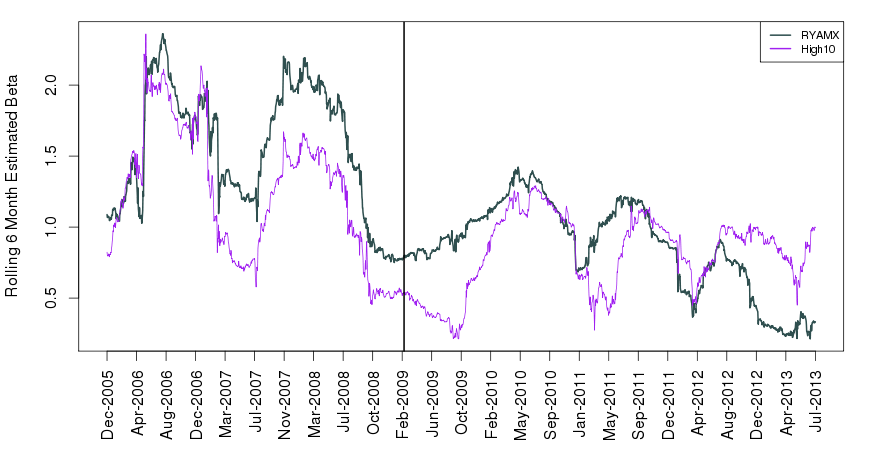 RYAMX
High10
Rolling 6 Month Estimated Beta
2.0
1.5
1.0
0.5
Dec-2005
Apr-2006
Aug-2006
Dec-2006
Mar-2007
Jul-2007
Nov-2007
Mar-2008
Jul-2008
Oct-2008
Feb-2009
Jun-2009
Oct-2009
Feb-2010
May-2010
Sep-2010
Jan-2011
May-2011
Sep-2011
Dec-2011
Apr-2012
Aug-2012
Dec-2012
Apr-2013
Jul-2013